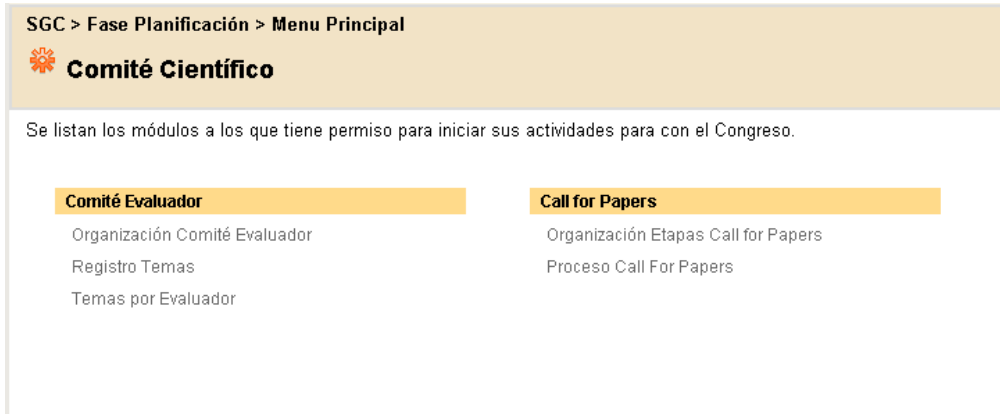 SGC > Fase Planificación > Menu Principal
Comité Científico
Se listan los módulos a los que tiene permiso para iniciar sus actividades para con el Congreso.
Comité Evaluador
Organización Comité Evaluador
Registro Temas
Temas por Evaluador
Call for Papers
Organización Etapas Call for Papers
Proceso Call For Papers